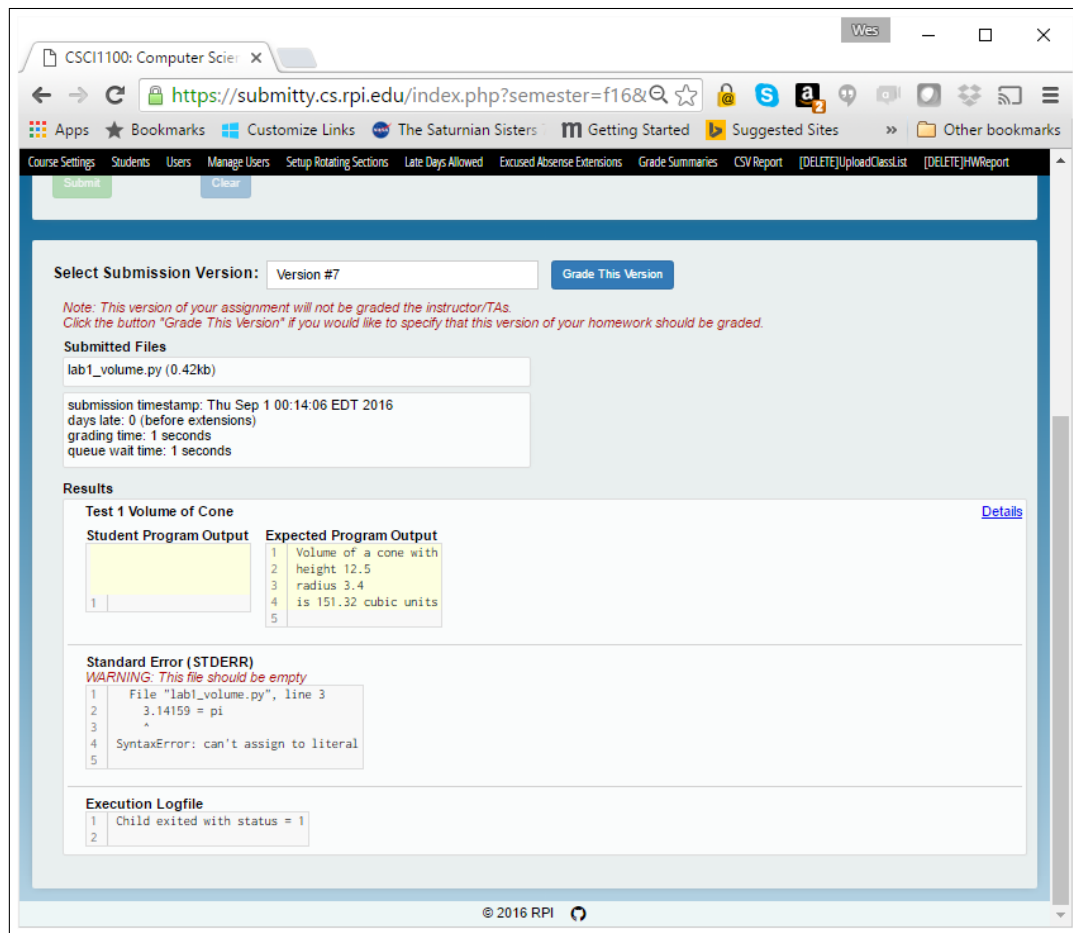 Wes
CSCI1100: Computer Scier
https://submitty.cs.rpi.edu/index.php?semester=f16&
Apps Bookmarks Customize Links The Saturnian Sisters Getting Started Suggested Sites » Other bookmarks
Course Settings Students Users Manage Users Setup Rotating Sections Late Days Allowed Excused Absense Extensions Grade Summaries CSV Report [DELETE]UploadClassList [DELETE]HWReport
Submit Clear
Select Submission Version: Version #7 Grade This Version
Note: This version of your assignment will not be graded the instructor/TAs.
Click the button "Grade This Version" if you would like to specify that this version of your homework should be graded.
Submitted Files
lab1_volume.py (0.42kb)
submission timestamp: Thu Sep 1 00:14:06 EDT 2016
days late: 0 (before extensions)
grading time: 1 seconds
queue wait time: 1 seconds
Results
Test 1 Volume of Cone Details
Student Program Output Expected Program Output
1 Volume of a cone with
2 height 12.5
3 radius 3.4
1 4 is 151.32 cubic units
5
Standard Error (STDERR)
WARNING: This file should be empty
1 File "lab1_volume.py", line 3
2 3.14159 = pi
3 ^
4 SyntaxError: can't assign to literal
5
Execution Logfile
1 Child exited with status = 1
2
© 2016 RPI